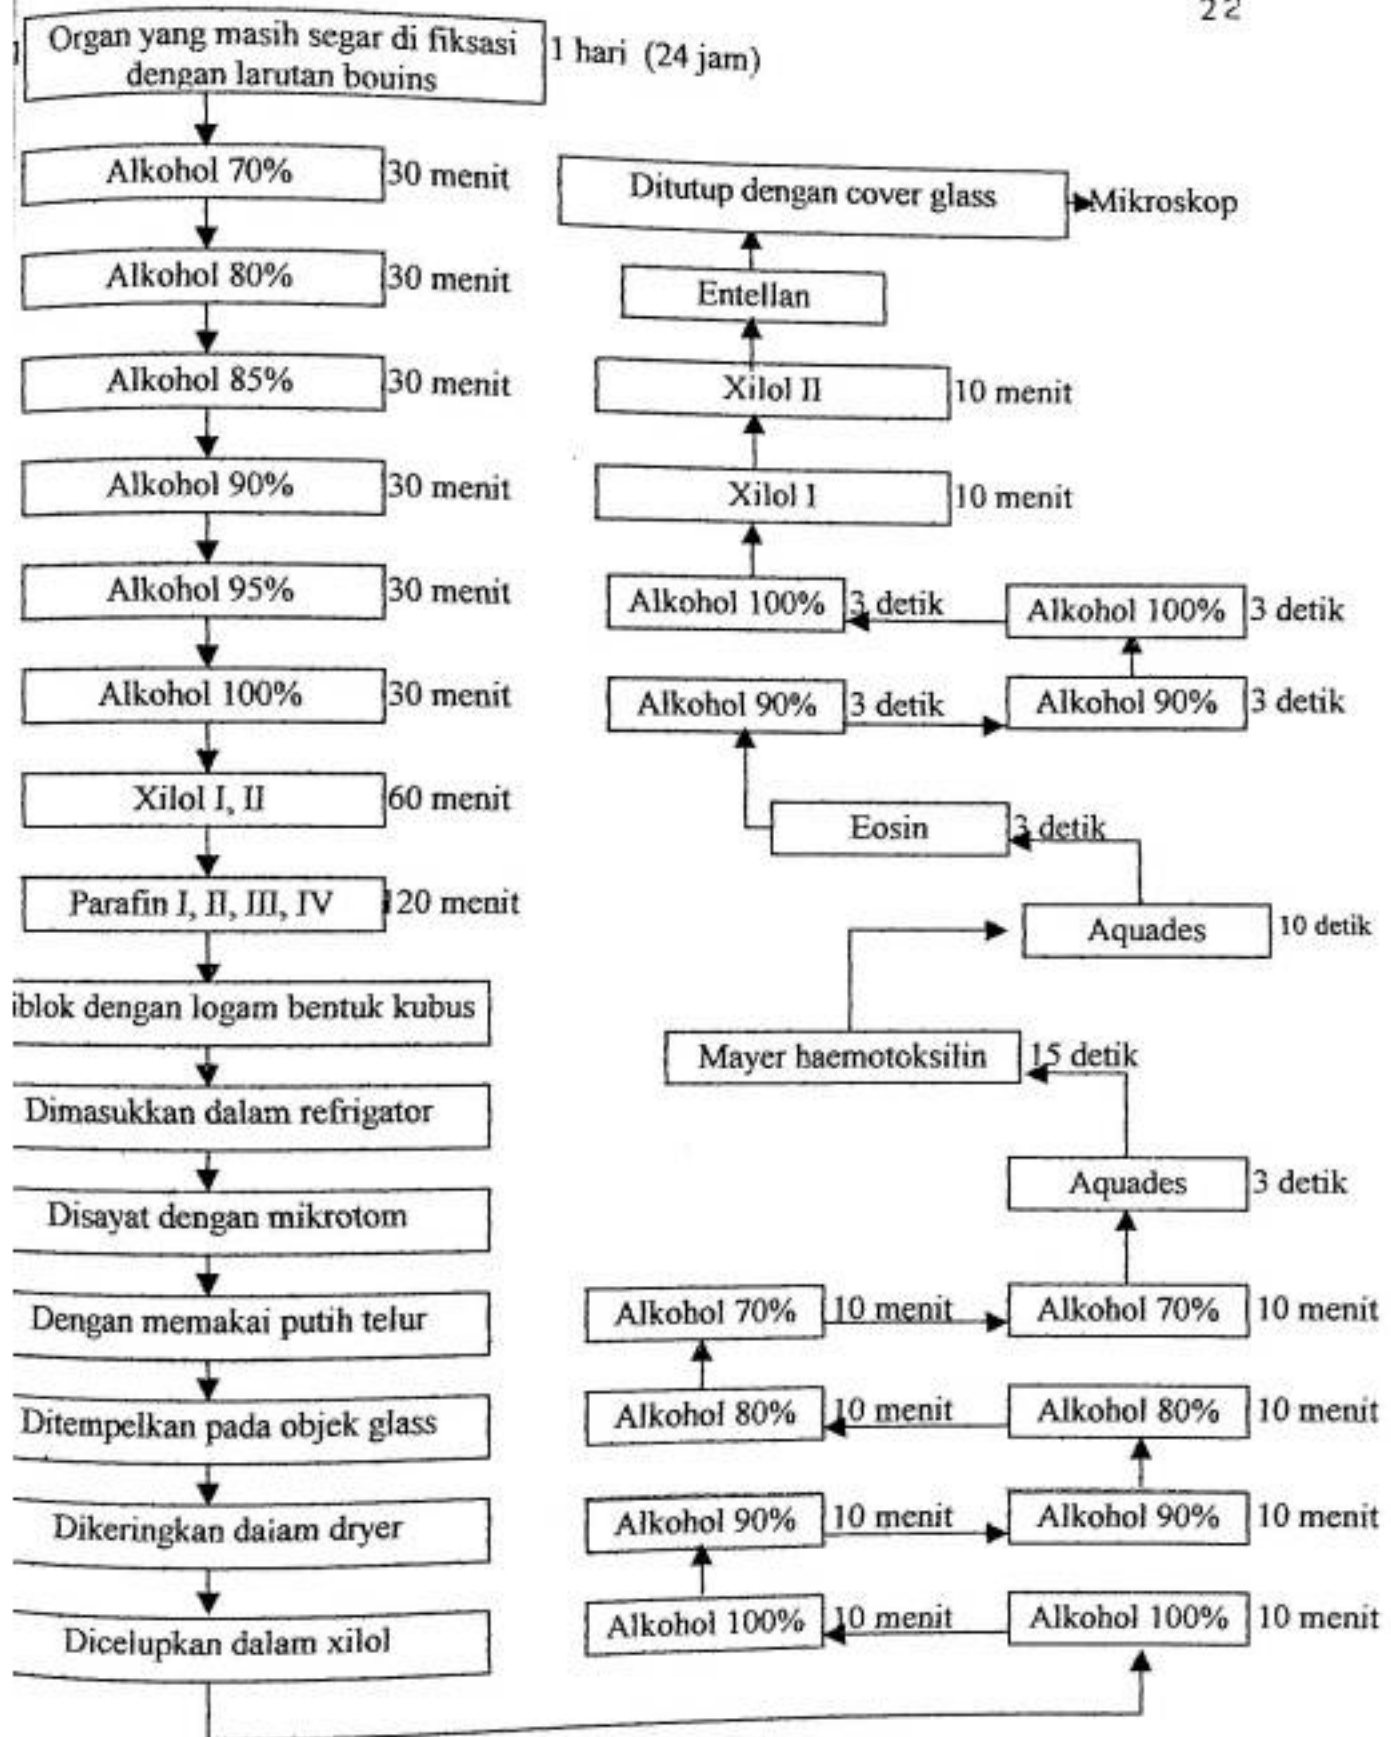 22
Organ yang masih segar di fiksasi
dengan larutan bouins
1 hari (24 jam)
Alkohol 70%
30 menit
Alkohol 80%
30 menit
Alkohol 85%
30 menit
Alkohol 90%
30 menit
Alkohol 95%
30 menit
Alkohol 100%
30 menit
Xilol I, II
60 menit
Parafin I, II, III, IV
120 menit
iblok dengan logam bentuk kubus
Dimasukkan dalam refrigator
Disayat dengan mikrotom
Dengan memakai putih telur
Ditempelkan pada objek glass
Dikeringkan dalam dryer
Dicelupkan dalam xilol
Alkohol 100%
10 menit
Alkohol 100%
10 menit
Alkohol 90%
10 menit
Alkohol 90%
10 menit
Alkohol 80%
10 menit
Alkohol 80%
10 menit
Alkohol 70%
10 menit
Alkohol 70%
10 menit
Aquades
3 detik
Mayer haemotoksilin
15 detik
Aquades
10 detik
Eosin
3 detik
Alkohol 90%
3 detik
Alkohol 90%
3 detik
Alkohol 100%
3 detik
Alkohol 100%
3 detik
Xilol I
10 menit
Xilol II
10 menit
Entellan
Ditutup dengan cover glass
Mikroskop